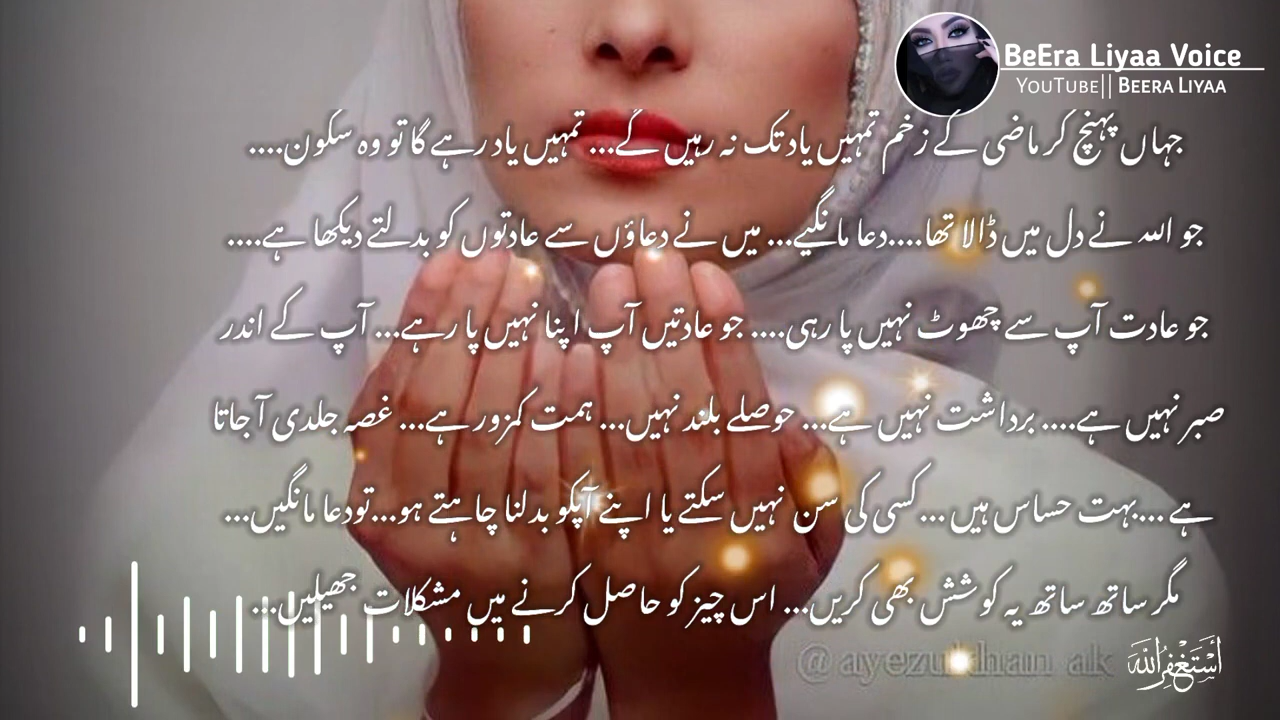 BeEra Liyaa Voice
YouTube|| Beera Liyaa
جہاں پہنچ کر ماضی کے زخم تمہیں یاد تک نہ رہیں گے... تمہیں یاد رہے گا تو وہ سکون....
جو اللہ نے دل میں ڈالا تھا....دعا مانگیے... میں نے دعاؤں سے عادتوں کو بدلتے دیکھا ہے....
جو عادت آپ سے چھوٹ نہیں پا رہی.... جو عادتیں آپ اپنا نہیں پا رہے... آپ کے اندر
صبر نہیں ہے.... برداشت نہیں ہے... حوصلے بلند نہیں... ہمت کمزور ہے... غصہ جلدی آ جاتا
ہے ...بہت حساس ہیں ... کسی کی سن نہیں سکتے یا اپنے آپکو بدلنا چاہتے ہو...تودعا مانگیں...
مگر ساتھ ساتھ یہ کوشش بھی کریں... اس چیز کو حاصل کرنے میں مشکلات جھیلیں...
@ayezukhan_ak
أَسْتَغْفِرُ اللّٰه